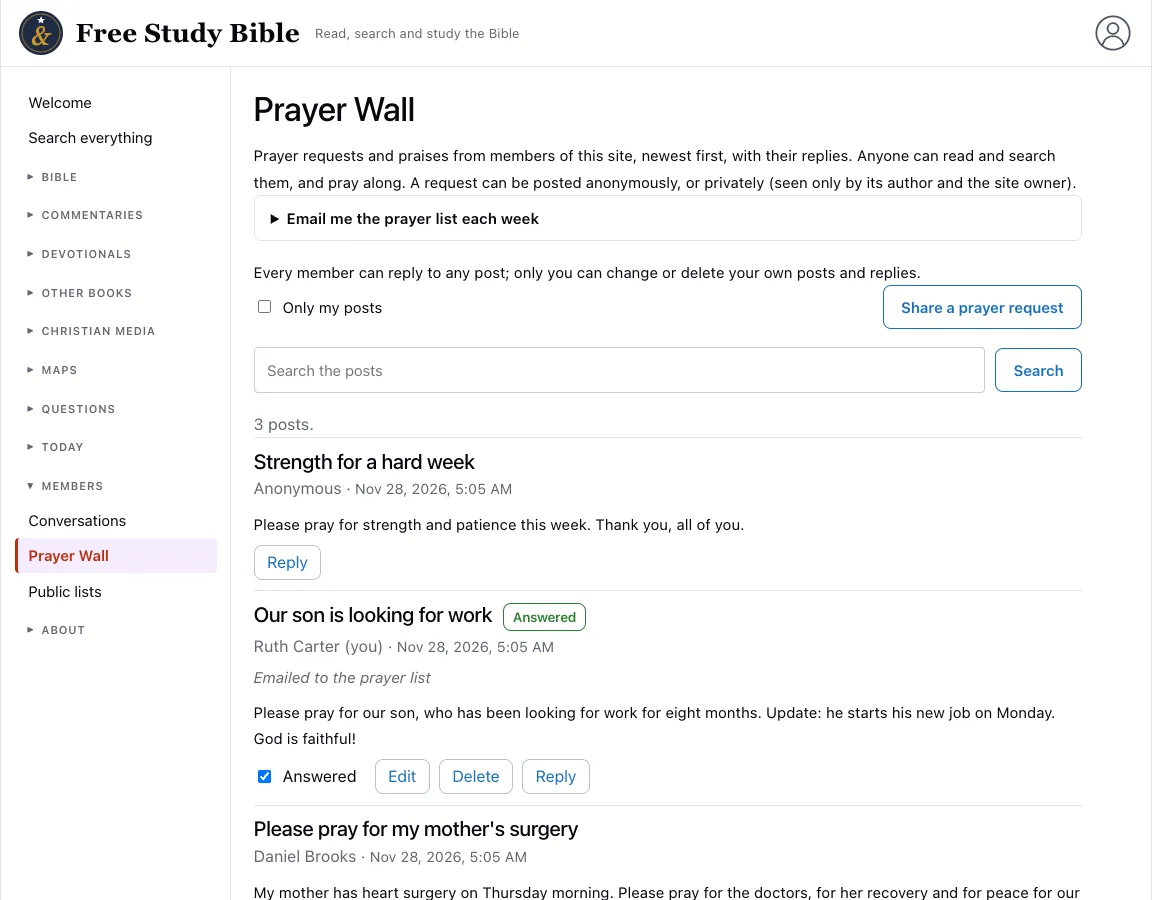 Free Study Bible
Read, search and study the Bible
Welcome
Search everything
BIBLE
COMMENTARIES
DEVOTIONALS
OTHER BOOKS
CHRISTIAN MEDIA
MAPS
QUESTIONS
TODAY
MEMBERS
Conversations
Prayer Wall
Public lists
ABOUT
Prayer Wall
Prayer requests and praises from members of this site, newest first, with their replies. Anyone can read and search
them, and pray along. A request can be posted anonymously, or privately (seen only by its author and the site owner).
Email me the prayer list each week
Every member can reply to any post; only you can change or delete your own posts and replies.
Only my posts
Share a prayer request
Search the posts
Search
3 posts.
Strength for a hard week
Anonymous · Nov 28, 2026, 5:05 AM
Please pray for strength and patience this week. Thank you, all of you.
Reply
Our son is looking for work Answered
Ruth Carter (you) · Nov 28, 2026, 5:05 AM
Emailed to the prayer list
Please pray for our son, who has been looking for work for eight months. Update: he starts his new job on Monday.
God is faithful!
Answered Edit Delete Reply
Please pray for my mother's surgery
Daniel Brooks · Nov 28, 2026, 5:05 AM
My mother has heart surgery on Thursday morning. Please pray for the doctors, for her recovery and for peace for our